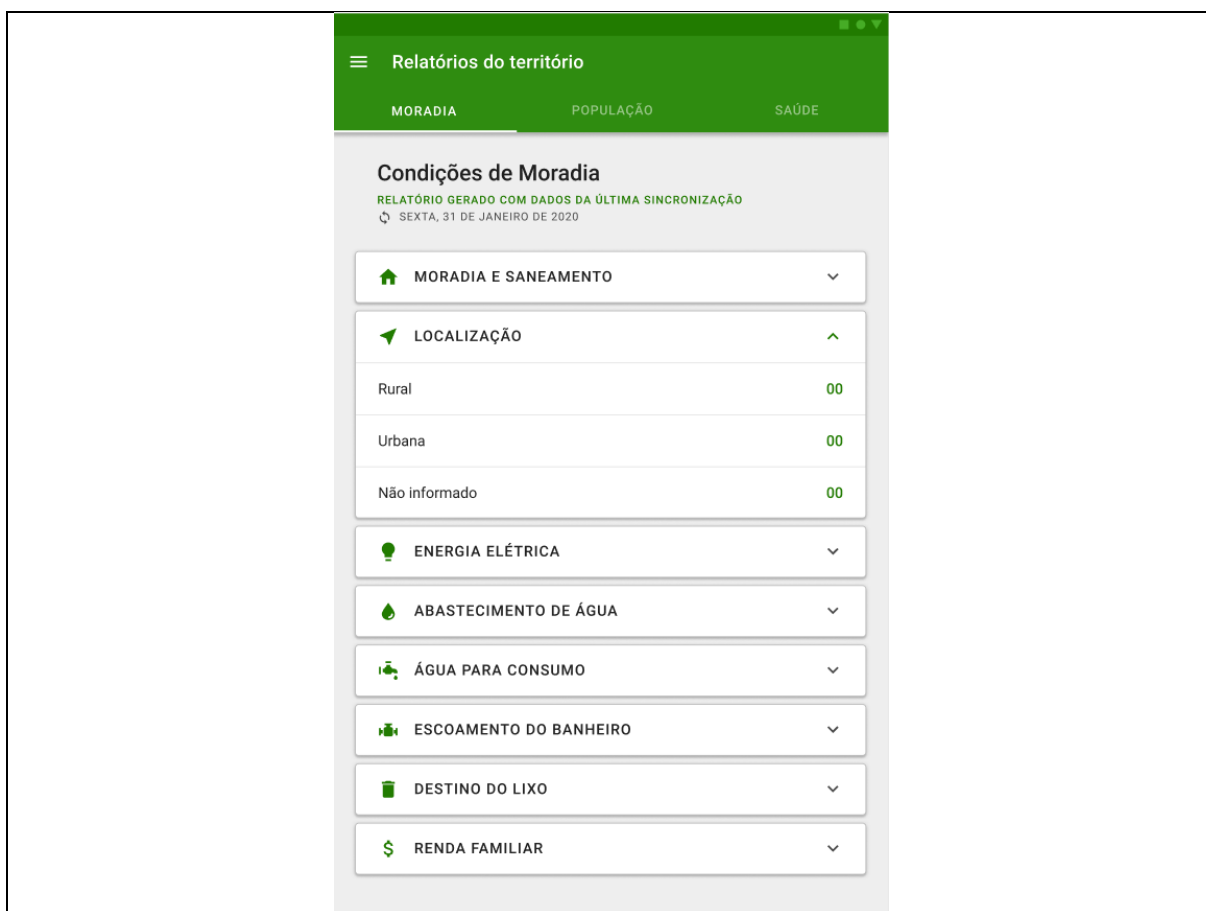 Relatórios do território
MORADIA POPULAÇÃO SAÚDE
Condições de Moradia
RELATÓRIO GERADO COM DADOS DA ÚLTIMA SINCRONIZAÇÃO
SEXTA, 31 DE JANEIRO DE 2020
MORADIA E SANEAMENTO
LOCALIZAÇÃO
Rural 00
Urbana 00
Não informado 00
ENERGIA ELÉTRICA
ABASTECIMENTO DE ÁGUA
ÁGUA PARA CONSUMO
ESCOAMENTO DO BANHEIRO
DESTINO DO LIXO
RENDA FAMILIAR